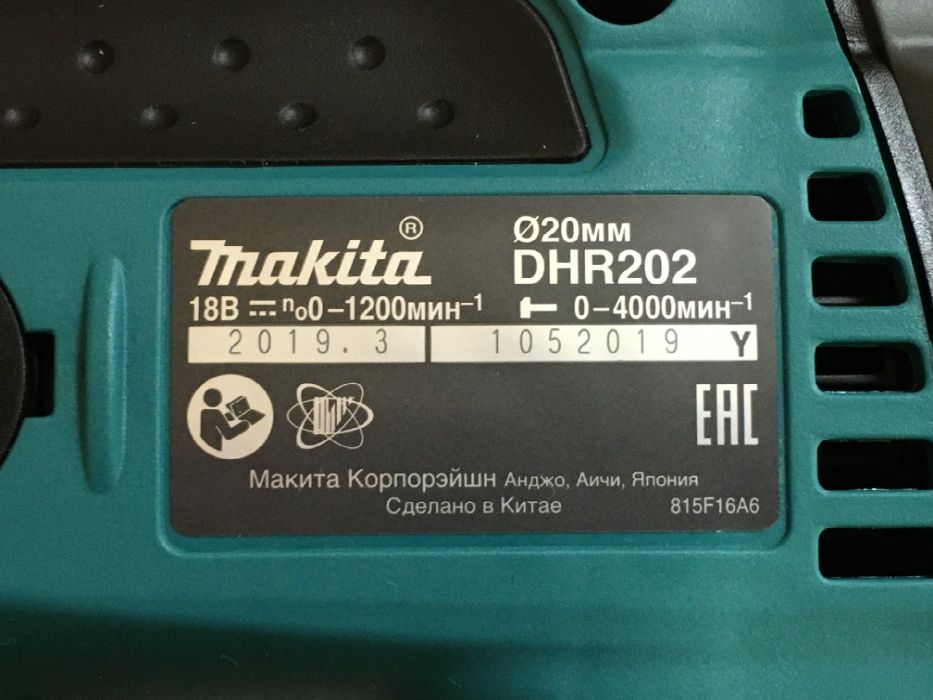 makita®
Ø20мм
DHR202
18В ⎓ n₀0–1200мин⁻¹ 0–4000мин⁻¹
2019.3 1052019 Y
EAC
Макита Корпорэйшн Анджо, Аичи, Япония
Сделано в Китае 815F16A6